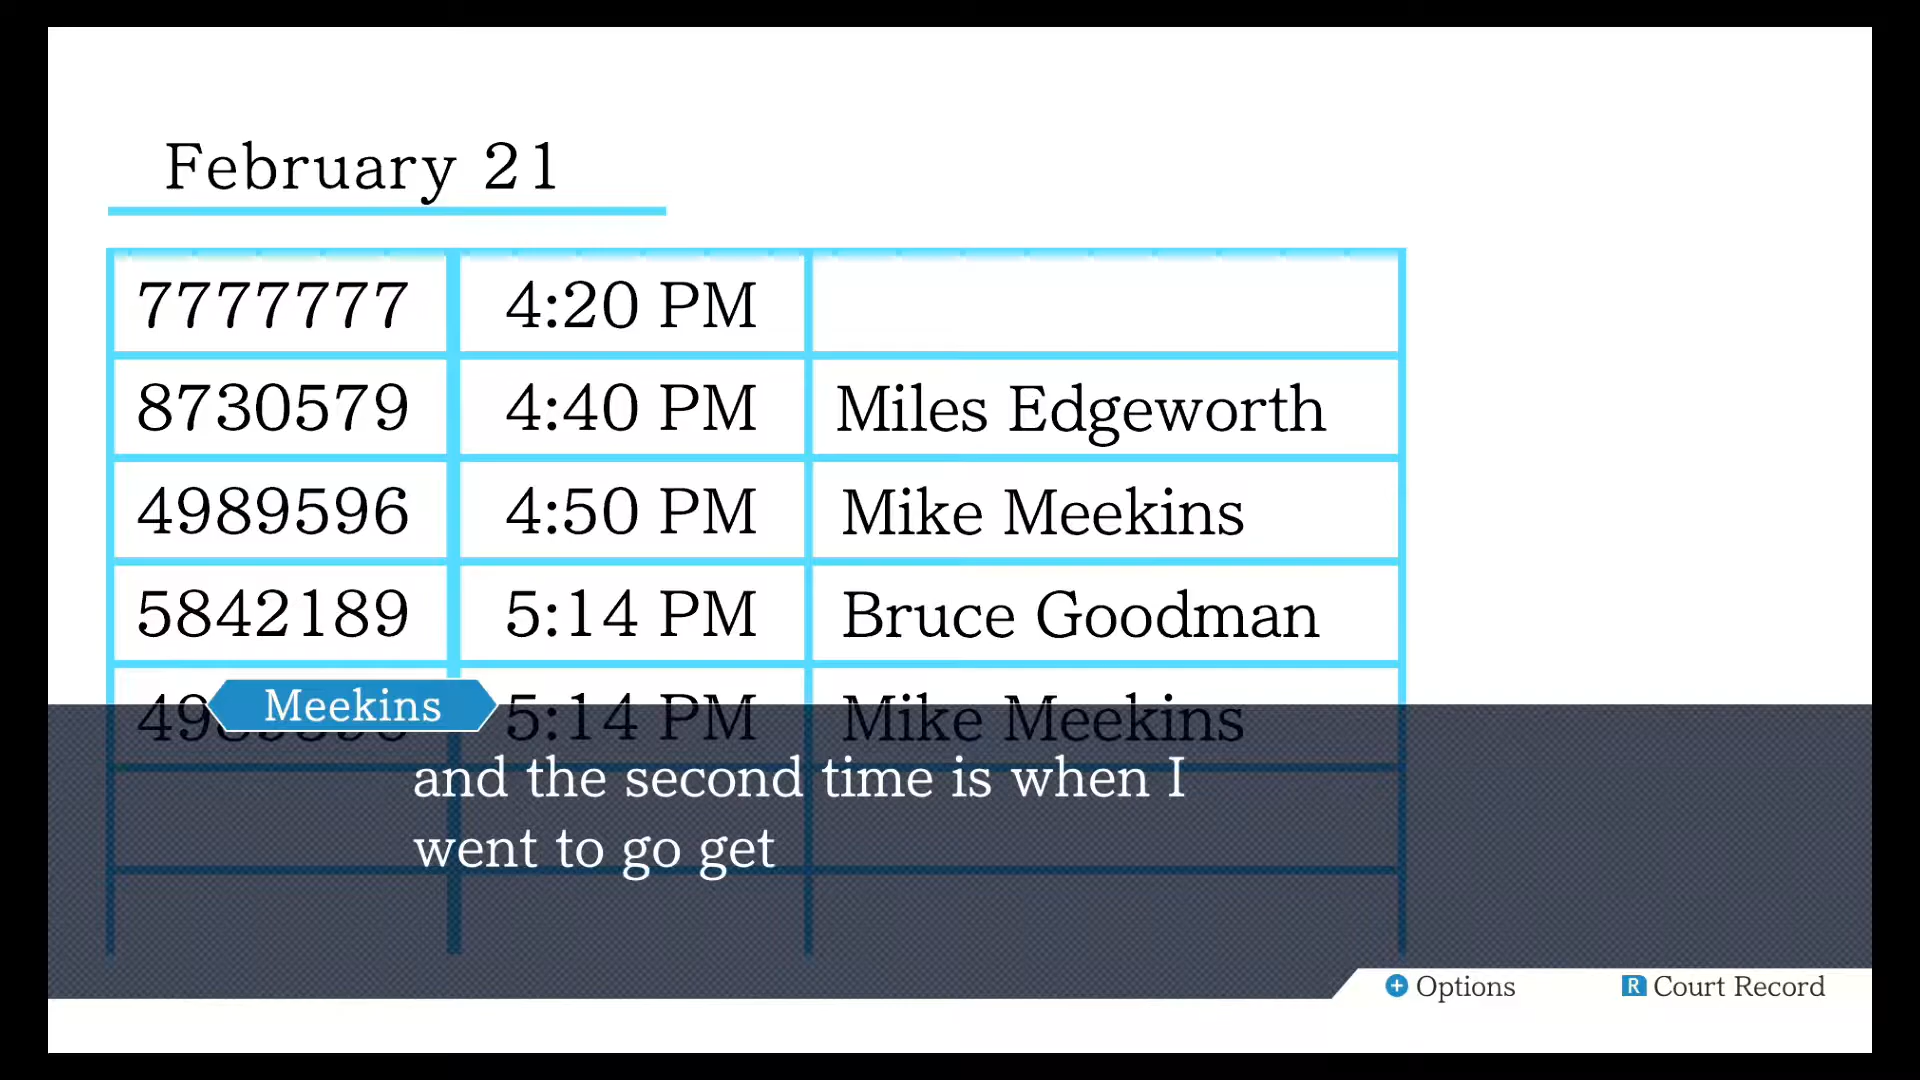 February 21
7777777 4:20 PM
8730579 4:40 PM Miles Edgeworth
4989596 4:50 PM Mike Meekins
5842189 5:14 PM Bruce Goodman
4989596 5:14 PM Mike Meekins
Meekins
and the second time is when I
went to go get
+ Options R Court Record